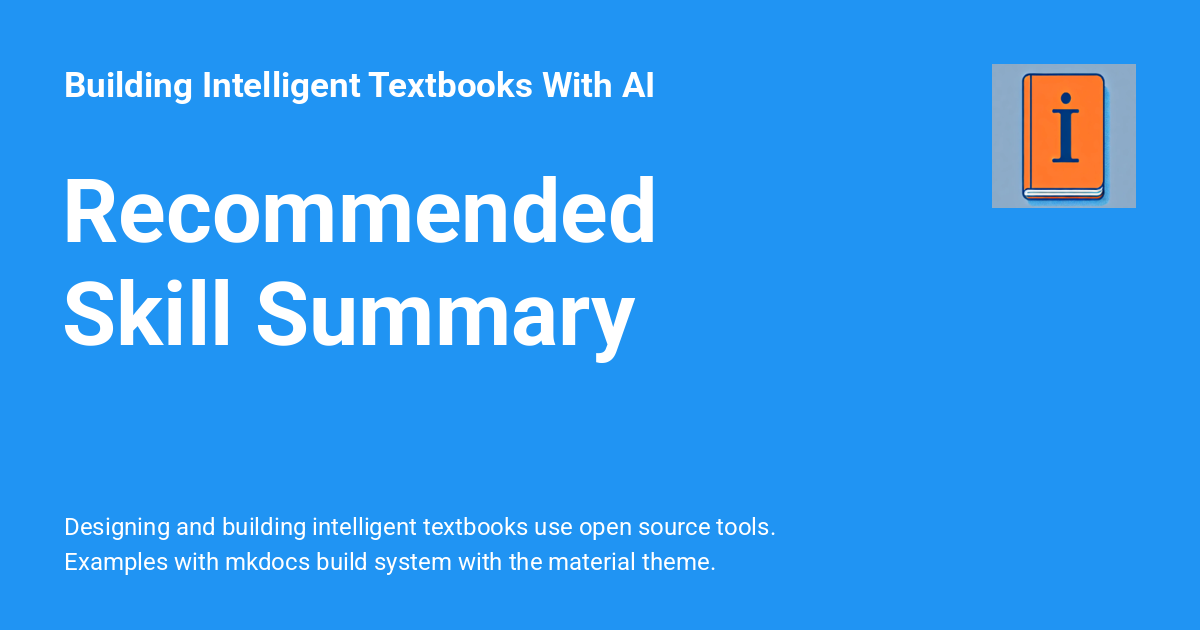 Building Intelligent Textbooks With AI
i
Recommended
Skill Summary
Designing and building intelligent textbooks use open source tools.
Examples with mkdocs build system with the material theme.